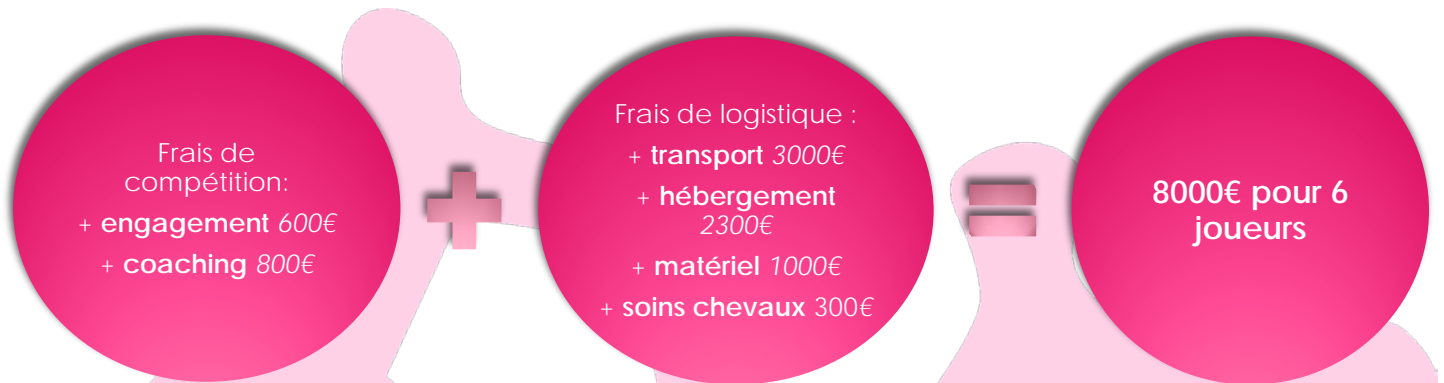 Frais de
compétition:
+ engagement 600€
+ coaching 800€
Frais de logistique :
+ transport 3000€
+ hébergement
2300€
+ matériel 1000€
+ soins chevaux 300€
8000€ pour 6
joueurs